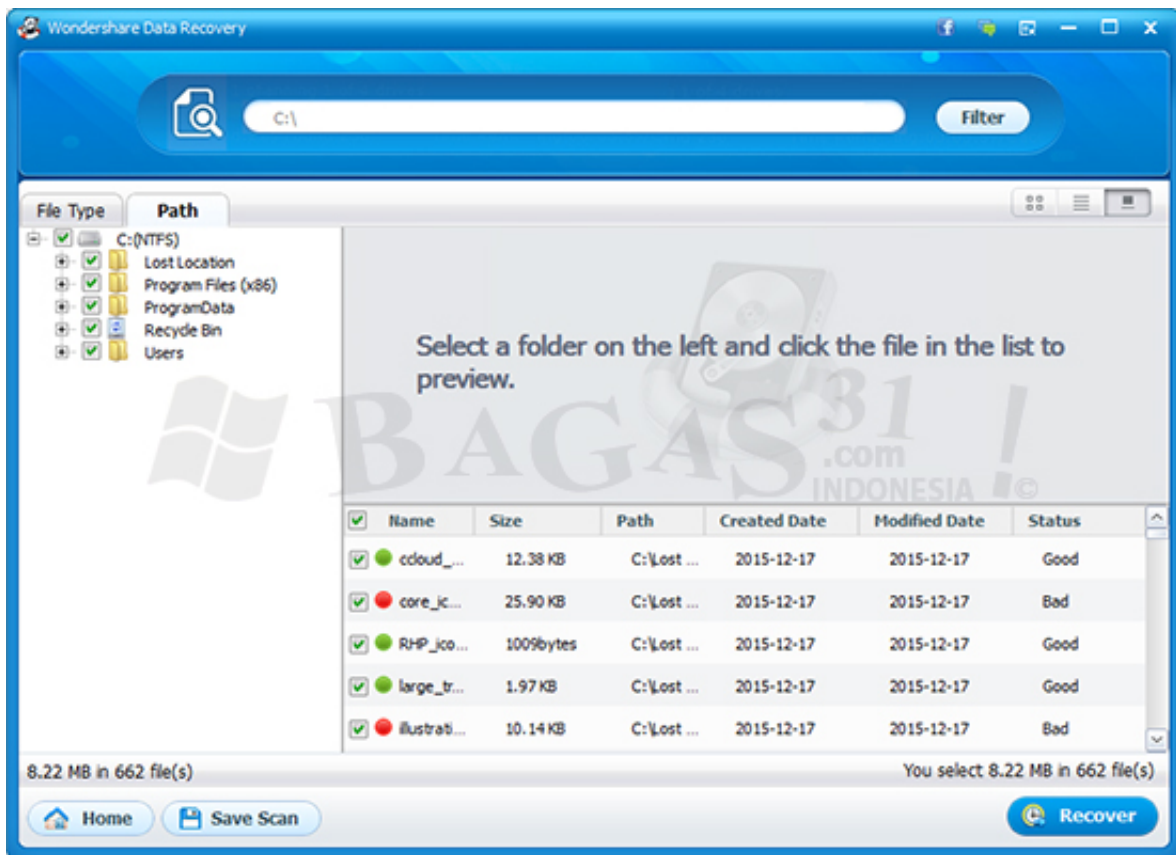 Wondershare Data Recovery
C:\
Filter
File Type
Path
C:(NTFS)
Lost Location
Program Files (x86)
ProgramData
Recycle Bin
Users
Select a folder on the left and click the file in the list to
preview.
BAGAS31
.com
INDONESIA !©
Name Size Path Created Date Modified Date Status
ccloud_... 12.38 KB C:\Lost ... 2015-12-17 2015-12-17 Good
core_ic... 25.90 KB C:\Lost ... 2015-12-17 2015-12-17 Bad
RHP_ico... 1009bytes C:\Lost ... 2015-12-17 2015-12-17 Good
large_tr... 1.97 KB C:\Lost ... 2015-12-17 2015-12-17 Good
illustrati... 10.14 KB C:\Lost ... 2015-12-17 2015-12-17 Bad
8.22 MB in 662 file(s) You select 8.22 MB in 662 file(s)
Home Save Scan Recover